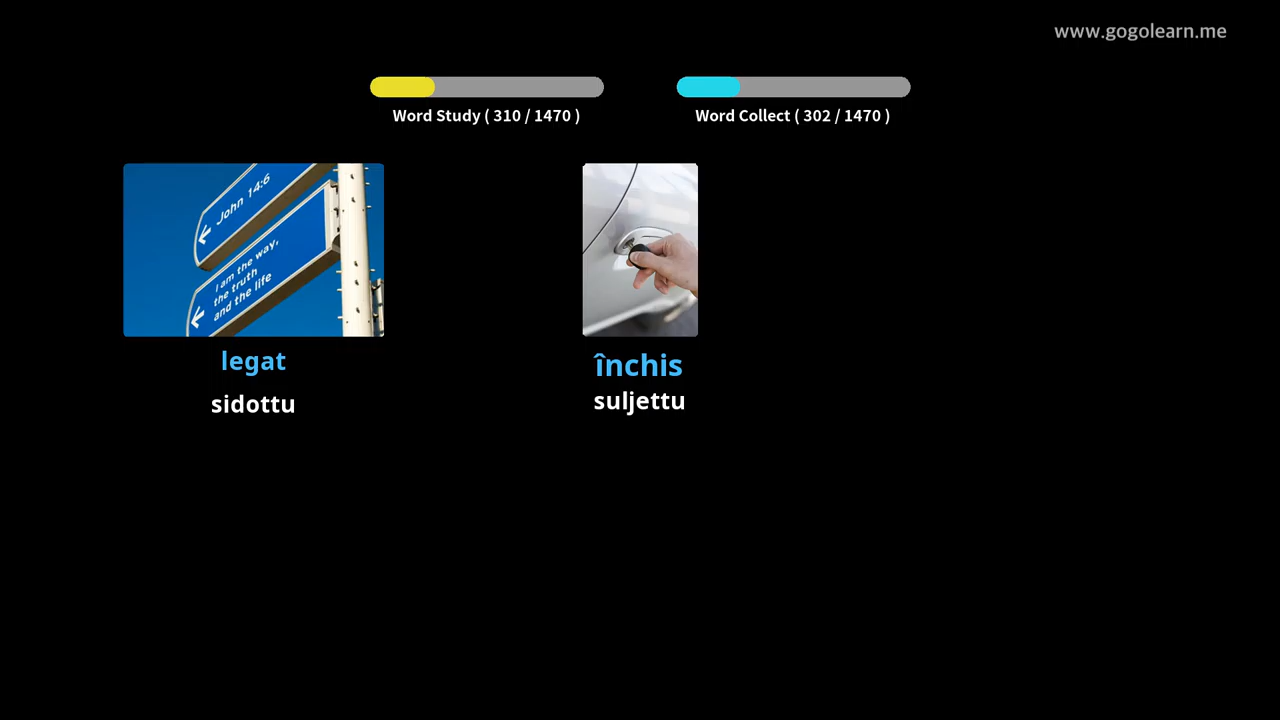 www.gogolearn.me
Word Study ( 310 / 1470 )
Word Collect ( 302 / 1470 )
John 14:6
I am the way,
the truth
and the life
legat
sidottu
închis
suljettu